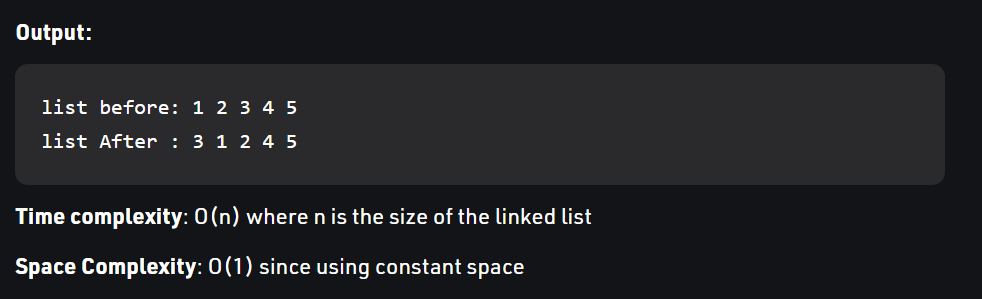 Output:
list before: 1 2 3 4 5
list After : 3 1 2 4 5
Time complexity: O(n) where n is the size of the linked list
Space Complexity: O(1) since using constant space